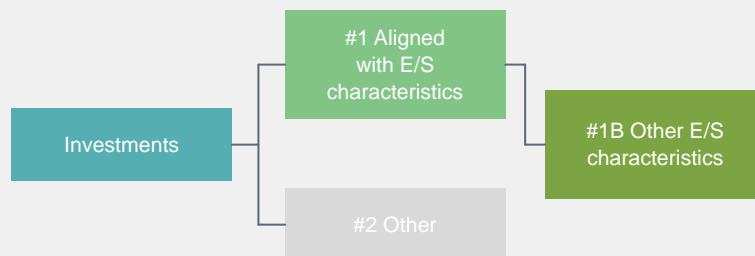 #1 Aligned
with E/S
characteristics
Investments
#1B Other E/S
characteristics
#2 Other